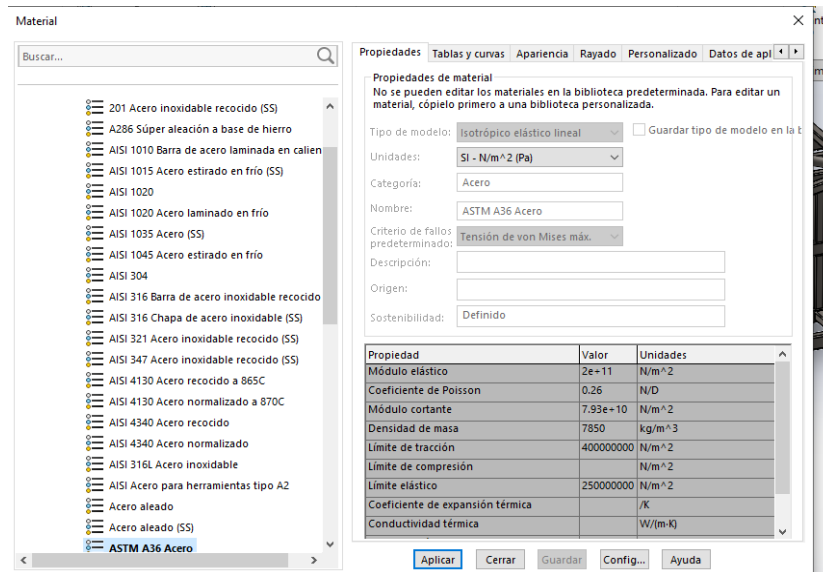 Material
Buscar...
201 Acero inoxidable recocido (SS)
A286 Súper aleación a base de hierro
AISI 1010 Barra de acero laminada en calien
AISI 1015 Acero estirado en frío (SS)
AISI 1020
AISI 1020 Acero laminado en frío
AISI 1035 Acero (SS)
AISI 1045 Acero estirado en frío
AISI 304
AISI 316 Barra de acero inoxidable recocido
AISI 316 Chapa de acero inoxidable (SS)
AISI 321 Acero inoxidable recocido (SS)
AISI 347 Acero inoxidable recocido (SS)
AISI 4130 Acero recocido a 865C
AISI 4130 Acero normalizado a 870C
AISI 4340 Acero recocido
AISI 4340 Acero normalizado
AISI 316L Acero inoxidable
AISI Acero para herramientas tipo A2
Acero aleado
Acero aleado (SS)
ASTM A36 Acero
Propiedades Tablas y curvas Apariencia Rayado Personalizado Datos de apl
Propiedades de material
No se pueden editar los materiales en la biblioteca predeterminada. Para editar un
material, cópielo primero a una biblioteca personalizada.
Tipo de modelo: Isotrópico elástico lineal Guardar tipo de modelo en la b
Unidades: SI - N/m^2 (Pa)
Categoría: Acero
Nombre: ASTM A36 Acero
Criterio de fallos
predeterminado: Tensión de von Mises máx.
Descripción:
Origen:
Sostenibilidad: Definido
Propiedad Valor Unidades
Módulo elástico 2e+11 N/m^2
Coeficiente de Poisson 0.26 N/D
Módulo cortante 7.93e+10 N/m^2
Densidad de masa 7850 kg/m^3
Límite de tracción 400000000 N/m^2
Límite de compresión N/m^2
Límite elástico 250000000 N/m^2
Coeficiente de expansión térmica /K
Conductividad térmica W/(m·K)
Aplicar Cerrar Guardar Config... Ayuda